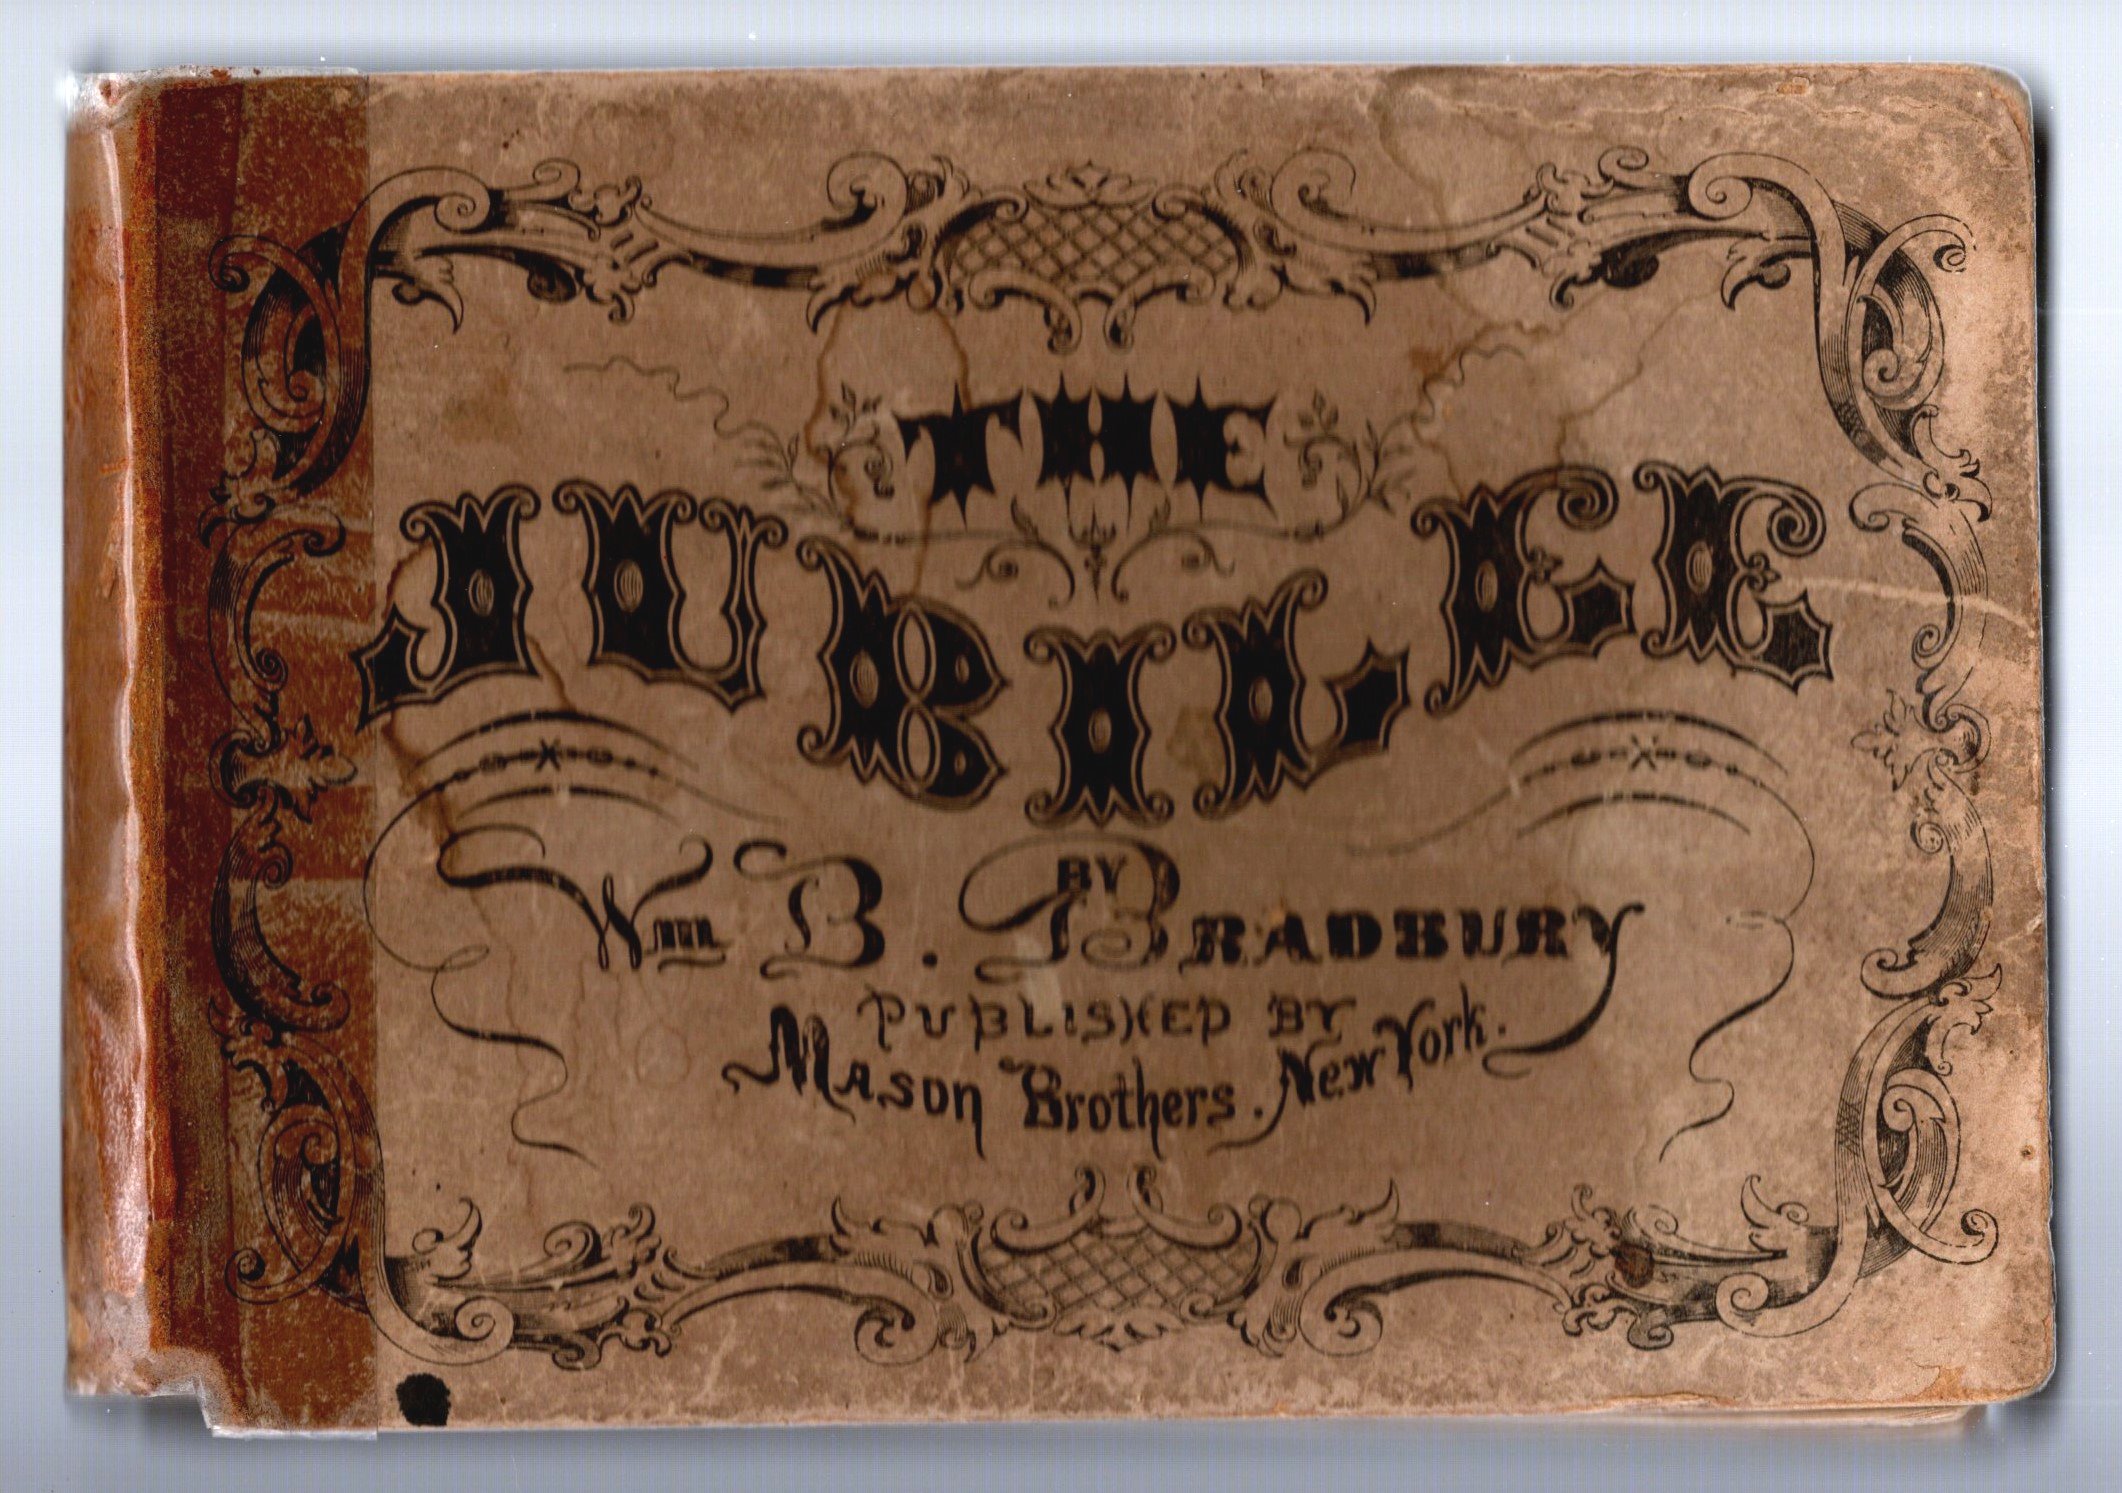 THE
JUBILEE
BY
Wm B. BRADBURY
PUBLISHED BY
MASON Brothers. New York.